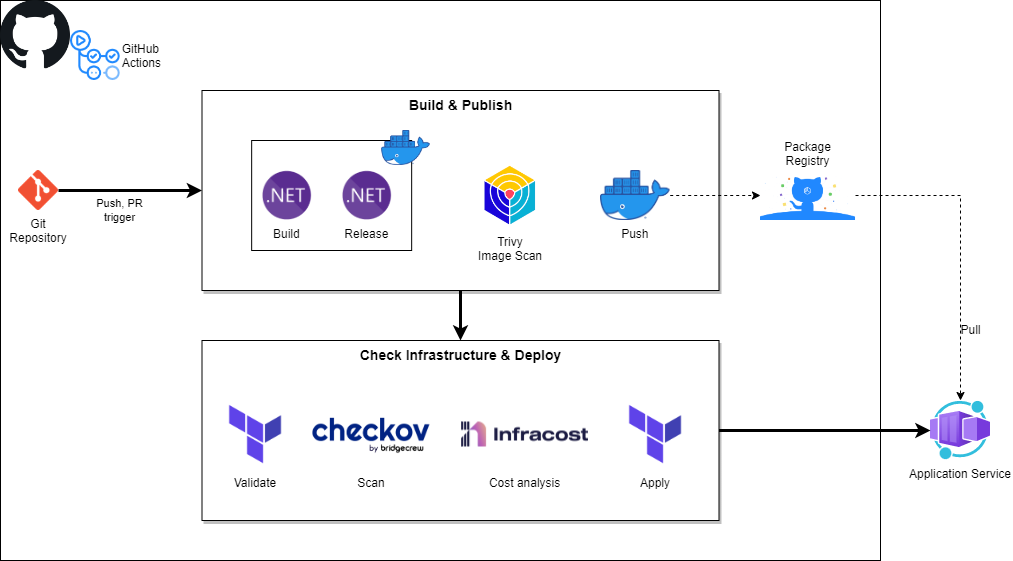 GitHub
Actions
Build & Publish
.NET
.NET
Build
Release
Trivy
Image Scan
Push
Package
Registry
Push, PR
trigger
Git
Repository
Pull
Check Infrastructure & Deploy
checkov
by bridgecrew
Infracost
Validate
Scan
Cost analysis
Apply
Application Service